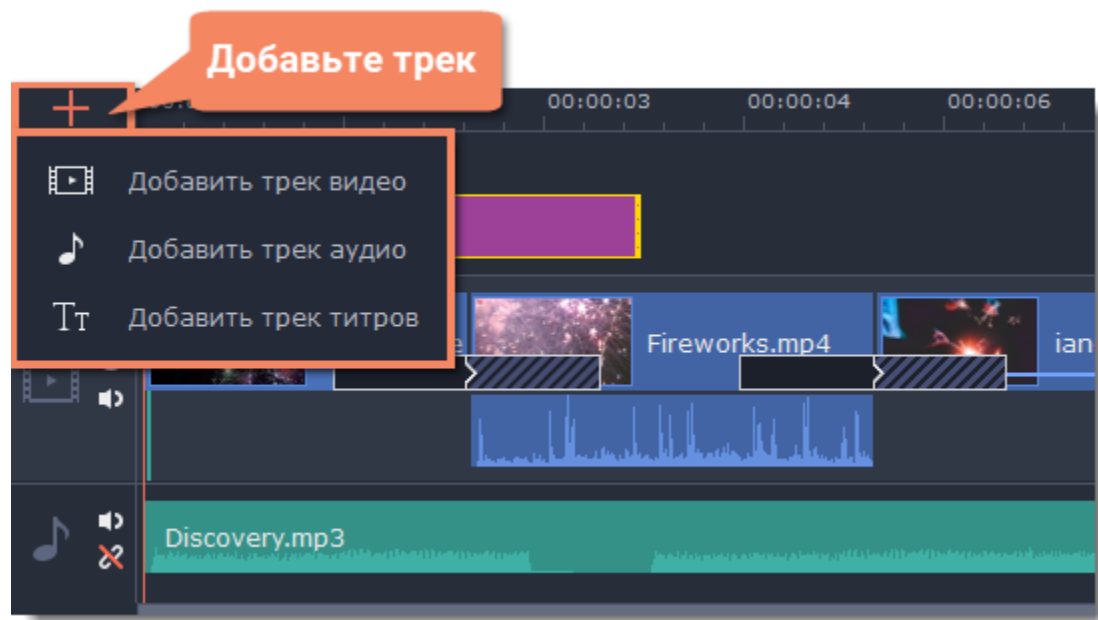 Добавьте трек
00:00:03
00:00:04
00:00:06
Добавить трек видео
Добавить трек аудио
Добавить трек титров
Fireworks.mp4
ian
Discovery.mp3